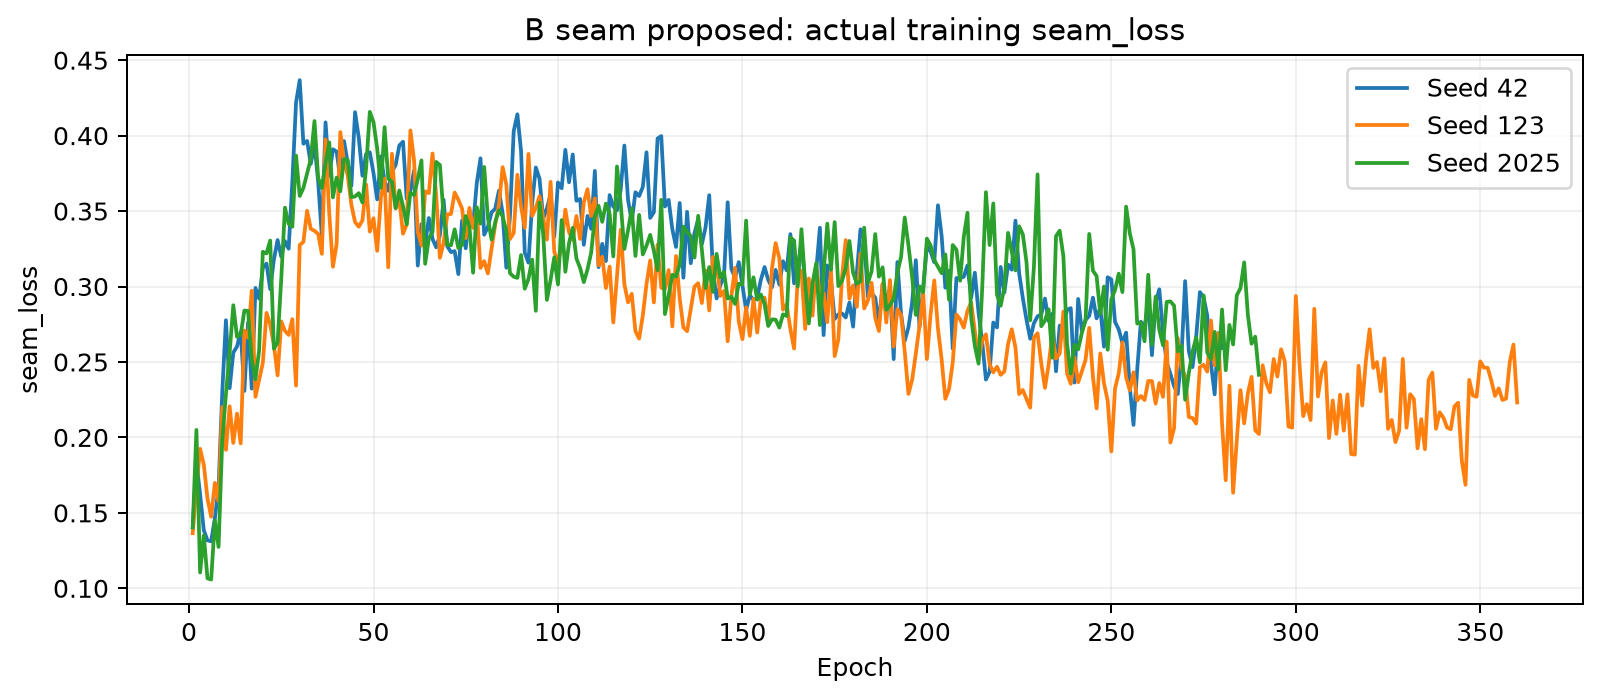 B seam proposed: actual training seam_loss
Seed 42
Seed 123
Seed 2025
seam_loss
0.45
0.40
0.35
0.30
0.25
0.20
0.15
0.10
0
50
100
150
200
250
300
350
Epoch